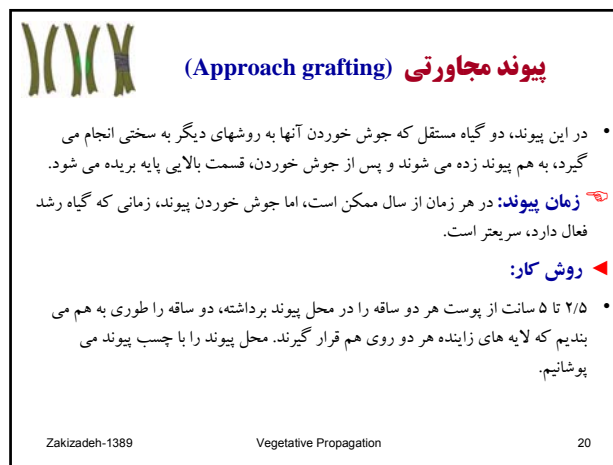 پیوند مجاورتی (Approach grafting)
• در این پیوند، دو گیاه مستقل که جوش خوردن آنها به روشهای دیگر به سختی انجام می
گیرد، به هم پیوند زده می شوند و پس از جوش خوردن، قسمت بالایی پایه بریده می شود.
☜ زمان پیوند: در هر زمان از سال ممکن است، اما جوش خوردن پیوند، زمانی که گیاه رشد
فعال دارد، سریعتر است.
◄ روش کار:
• ۲/۵ تا ۵ سانت از پوست هر دو ساقه را در محل پیوند برداشته، دو ساقه را طوری به هم می
بندیم که لایه های زاینده هر دو روی هم قرار گیرند. محل پیوند را با چسب پیوند می
پوشانیم.
Zakizadeh-1389 Vegetative Propagation 20